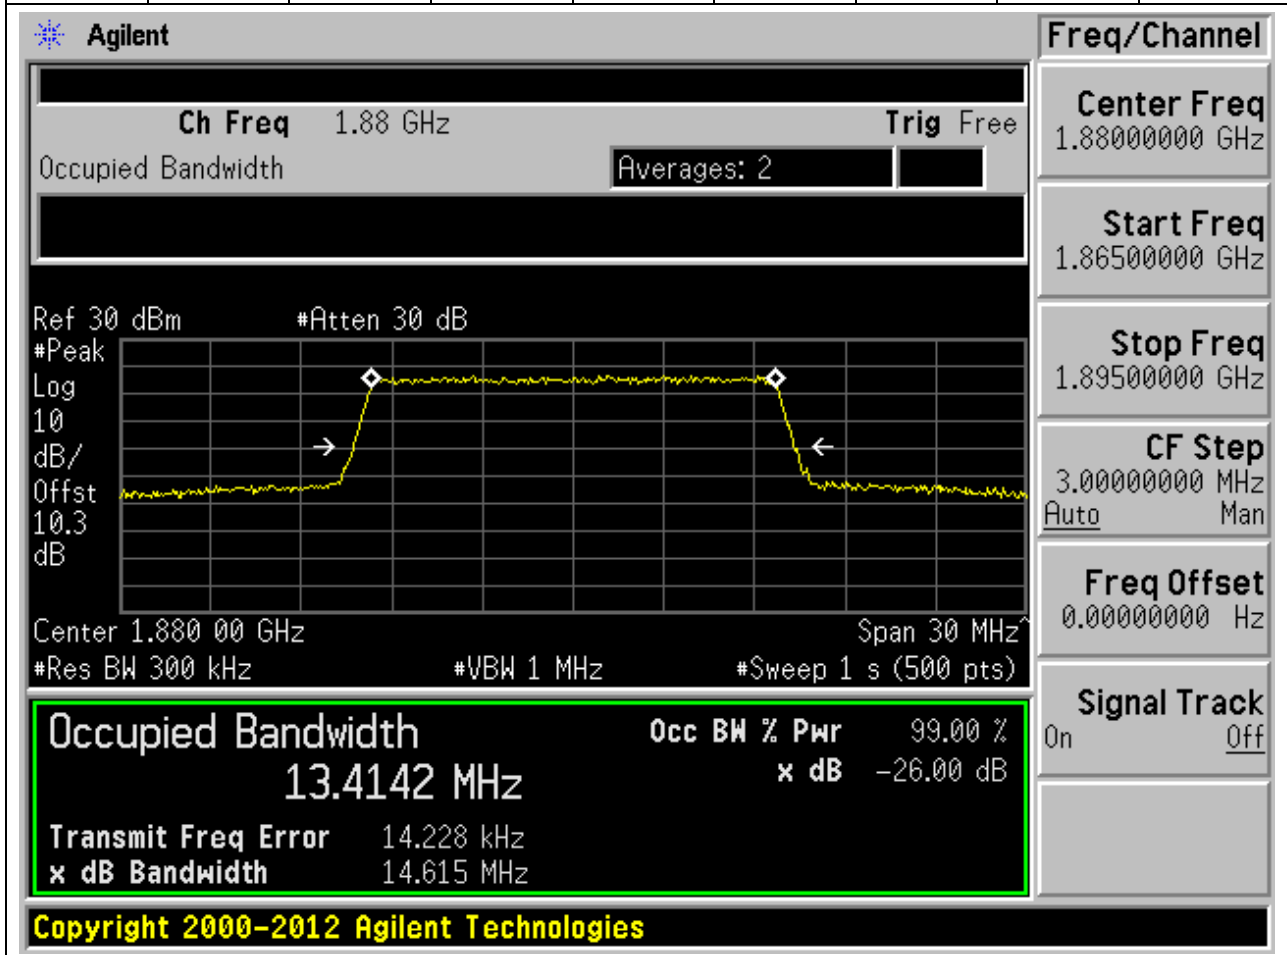 Agilent
Freq/Channel
Ch Freq 1.88 GHz Trig Free
Occupied Bandwidth Averages: 2
Center Freq
1.88000000 GHz
Start Freq
1.86500000 GHz
Stop Freq
1.89500000 GHz
CF Step
3.00000000 MHz
Auto Man
Freq Offset
0.00000000 Hz
Signal Track
On Off
Ref 30 dBm #Atten 30 dB
#Peak
Log
10
dB/
Offst
10.3
dB
Center 1.880 00 GHz Span 30 MHz^
#Res BW 300 kHz #VBW 1 MHz #Sweep 1 s (500 pts)
Occupied Bandwidth Occ BW % Pwr 99.00 %
13.4142 MHz x dB -26.00 dB
Transmit Freq Error 14.228 kHz
x dB Bandwidth 14.615 MHz
Copyright 2000-2012 Agilent Technologies